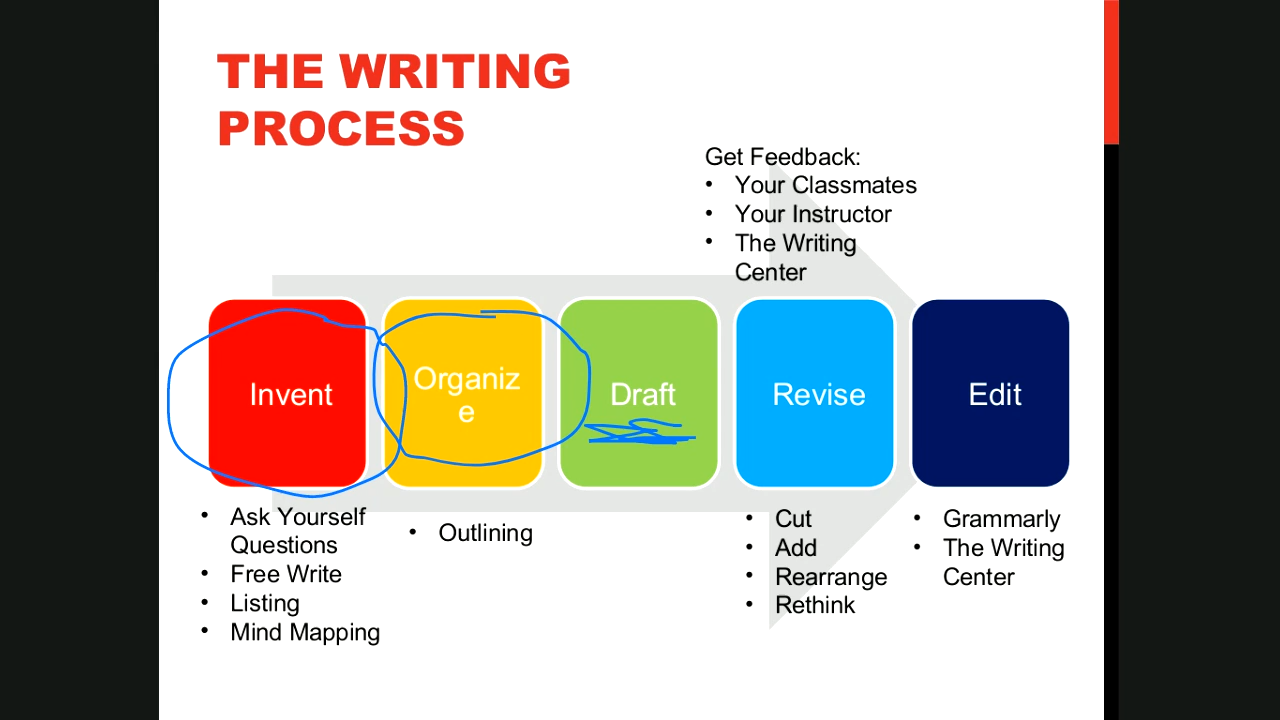 THE WRITING
PROCESS
Get Feedback:
• Your Classmates
• Your Instructor
• The Writing
Center
Invent
Organiz
e
Draft
Revise
Edit
• Ask Yourself
Questions
• Free Write
• Listing
• Mind Mapping
• Outlining
• Cut
• Add
• Rearrange
• Rethink
• Grammarly
• The Writing
Center